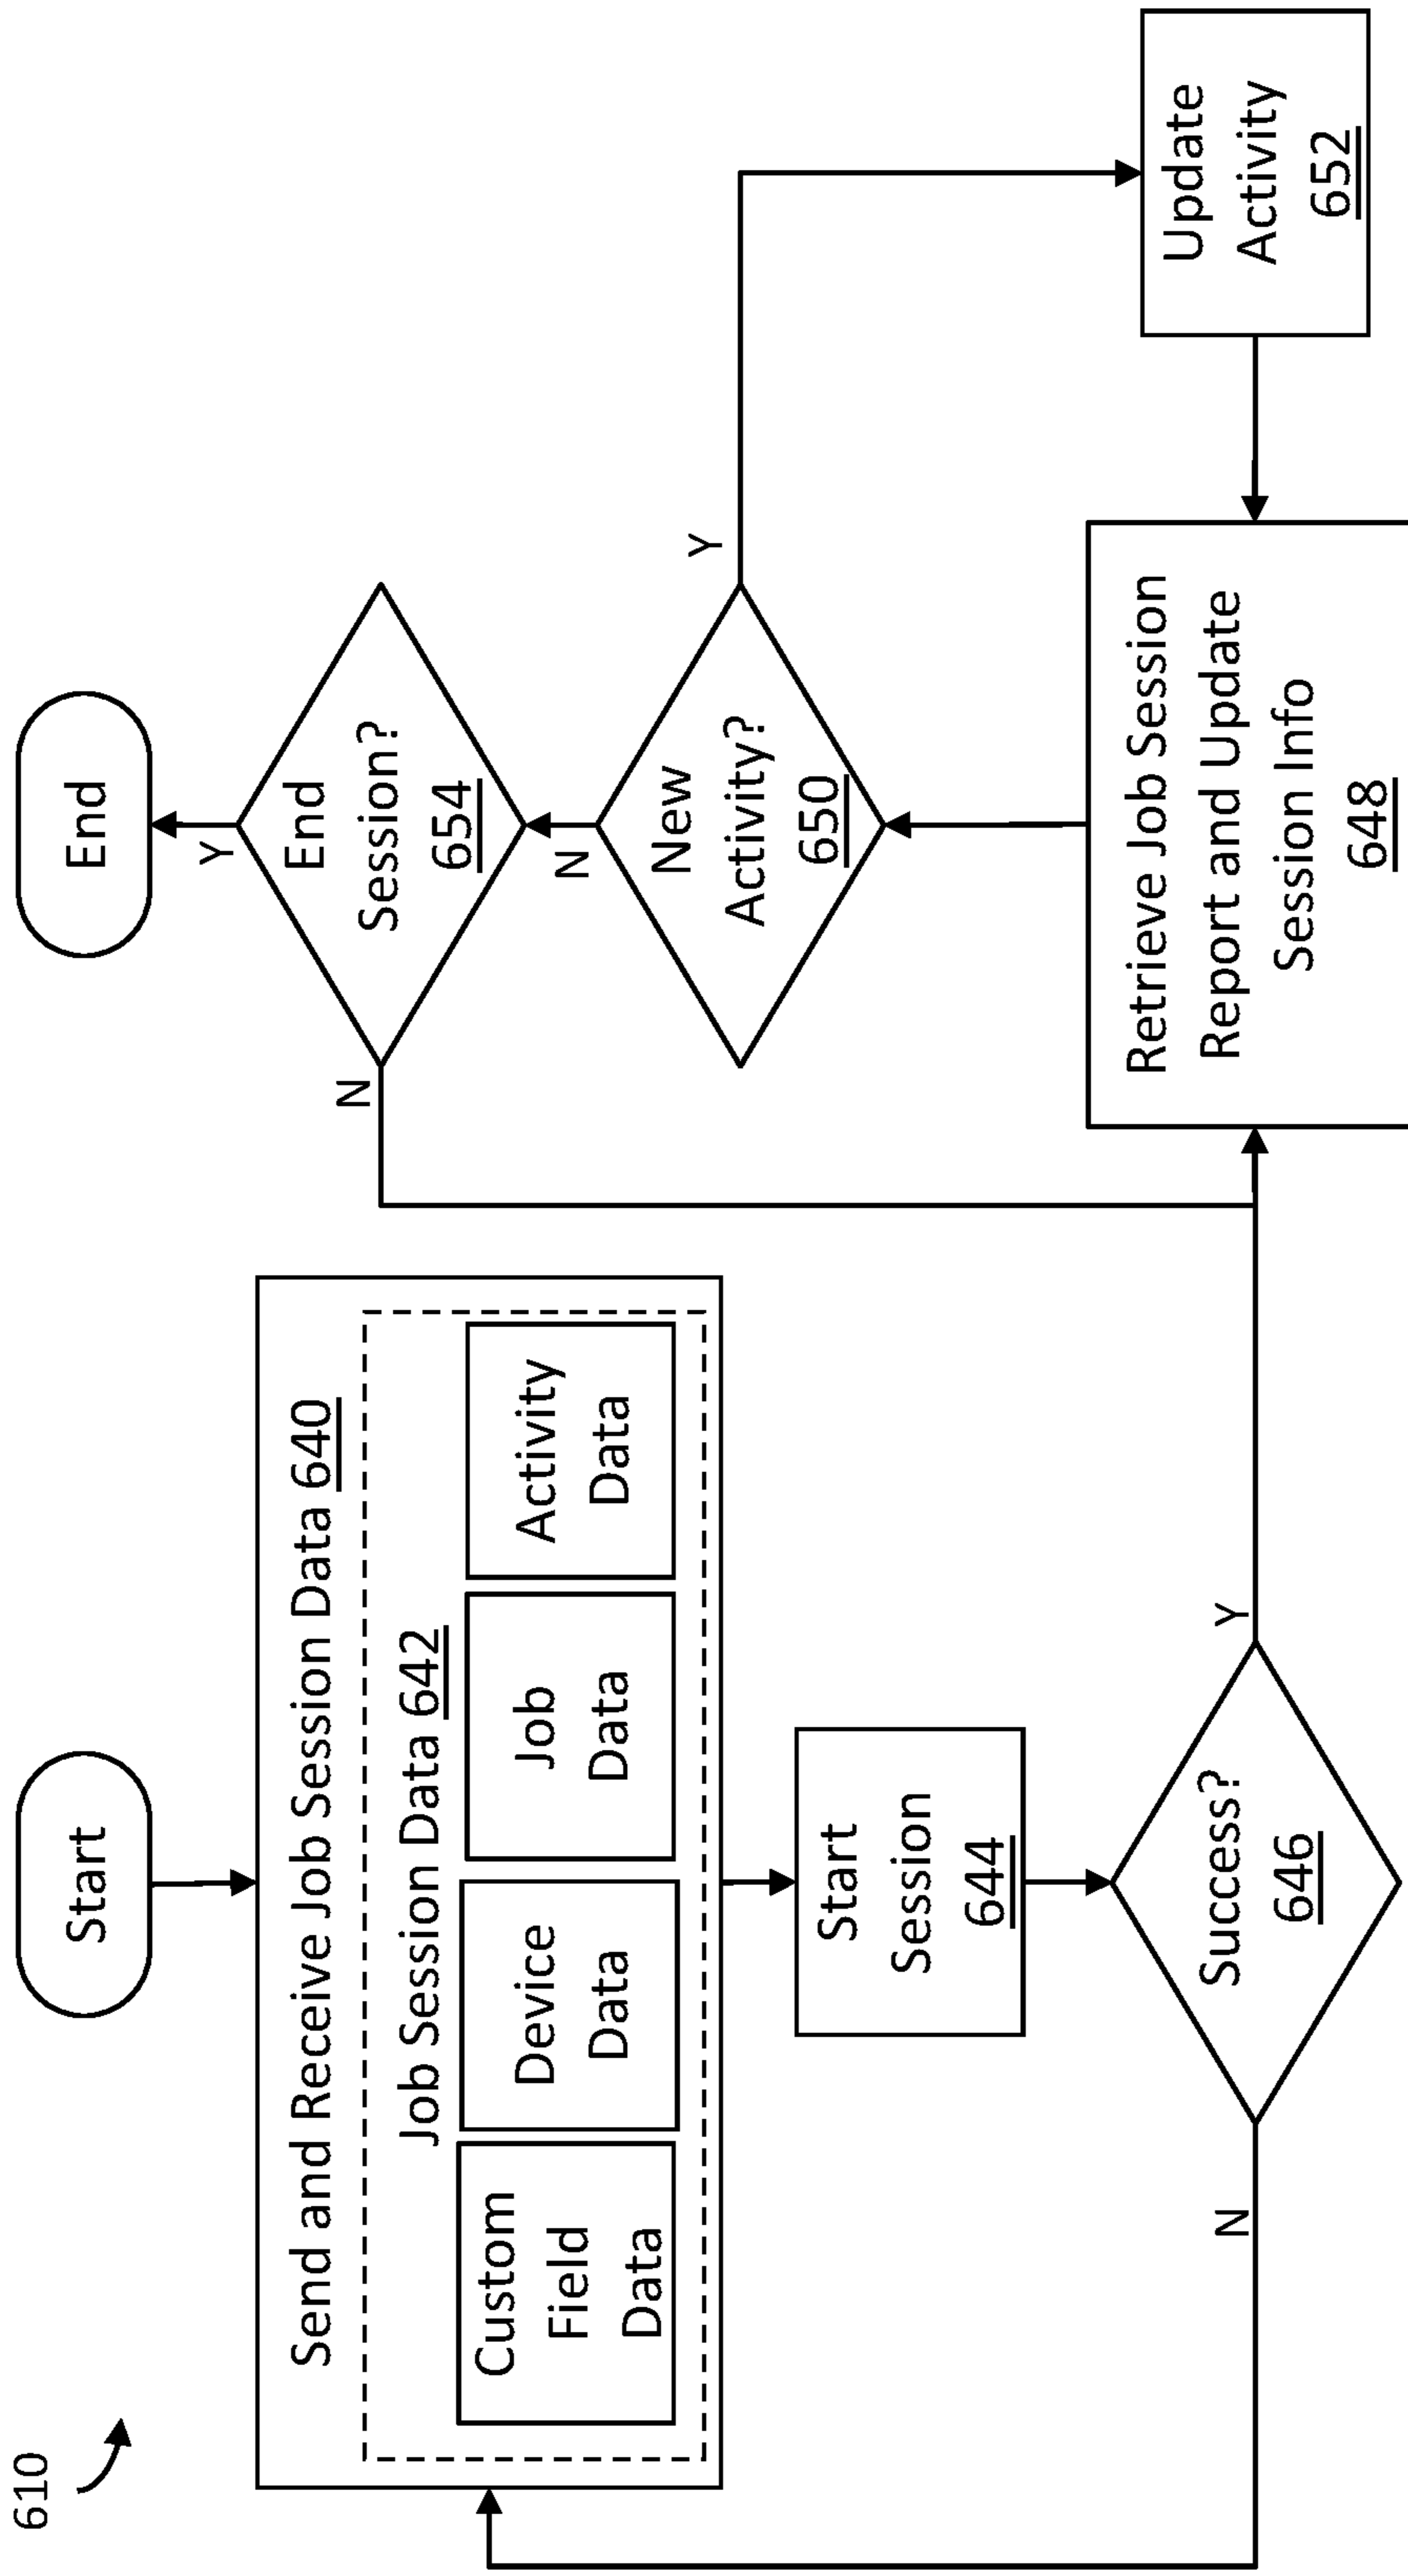 610
Start
Send and Receive Job Session Data 640
Job Session Data 642
Custom
Field
Data
Device
Data
Job
Data
Activity
Data
Start
Session
644
Success?
646
N
Y
End
Y
End
Session?
654
N
N
New
Activity?
650
Y
Retrieve Job Session
Report and Update
Session Info
648
Update
Activity
652